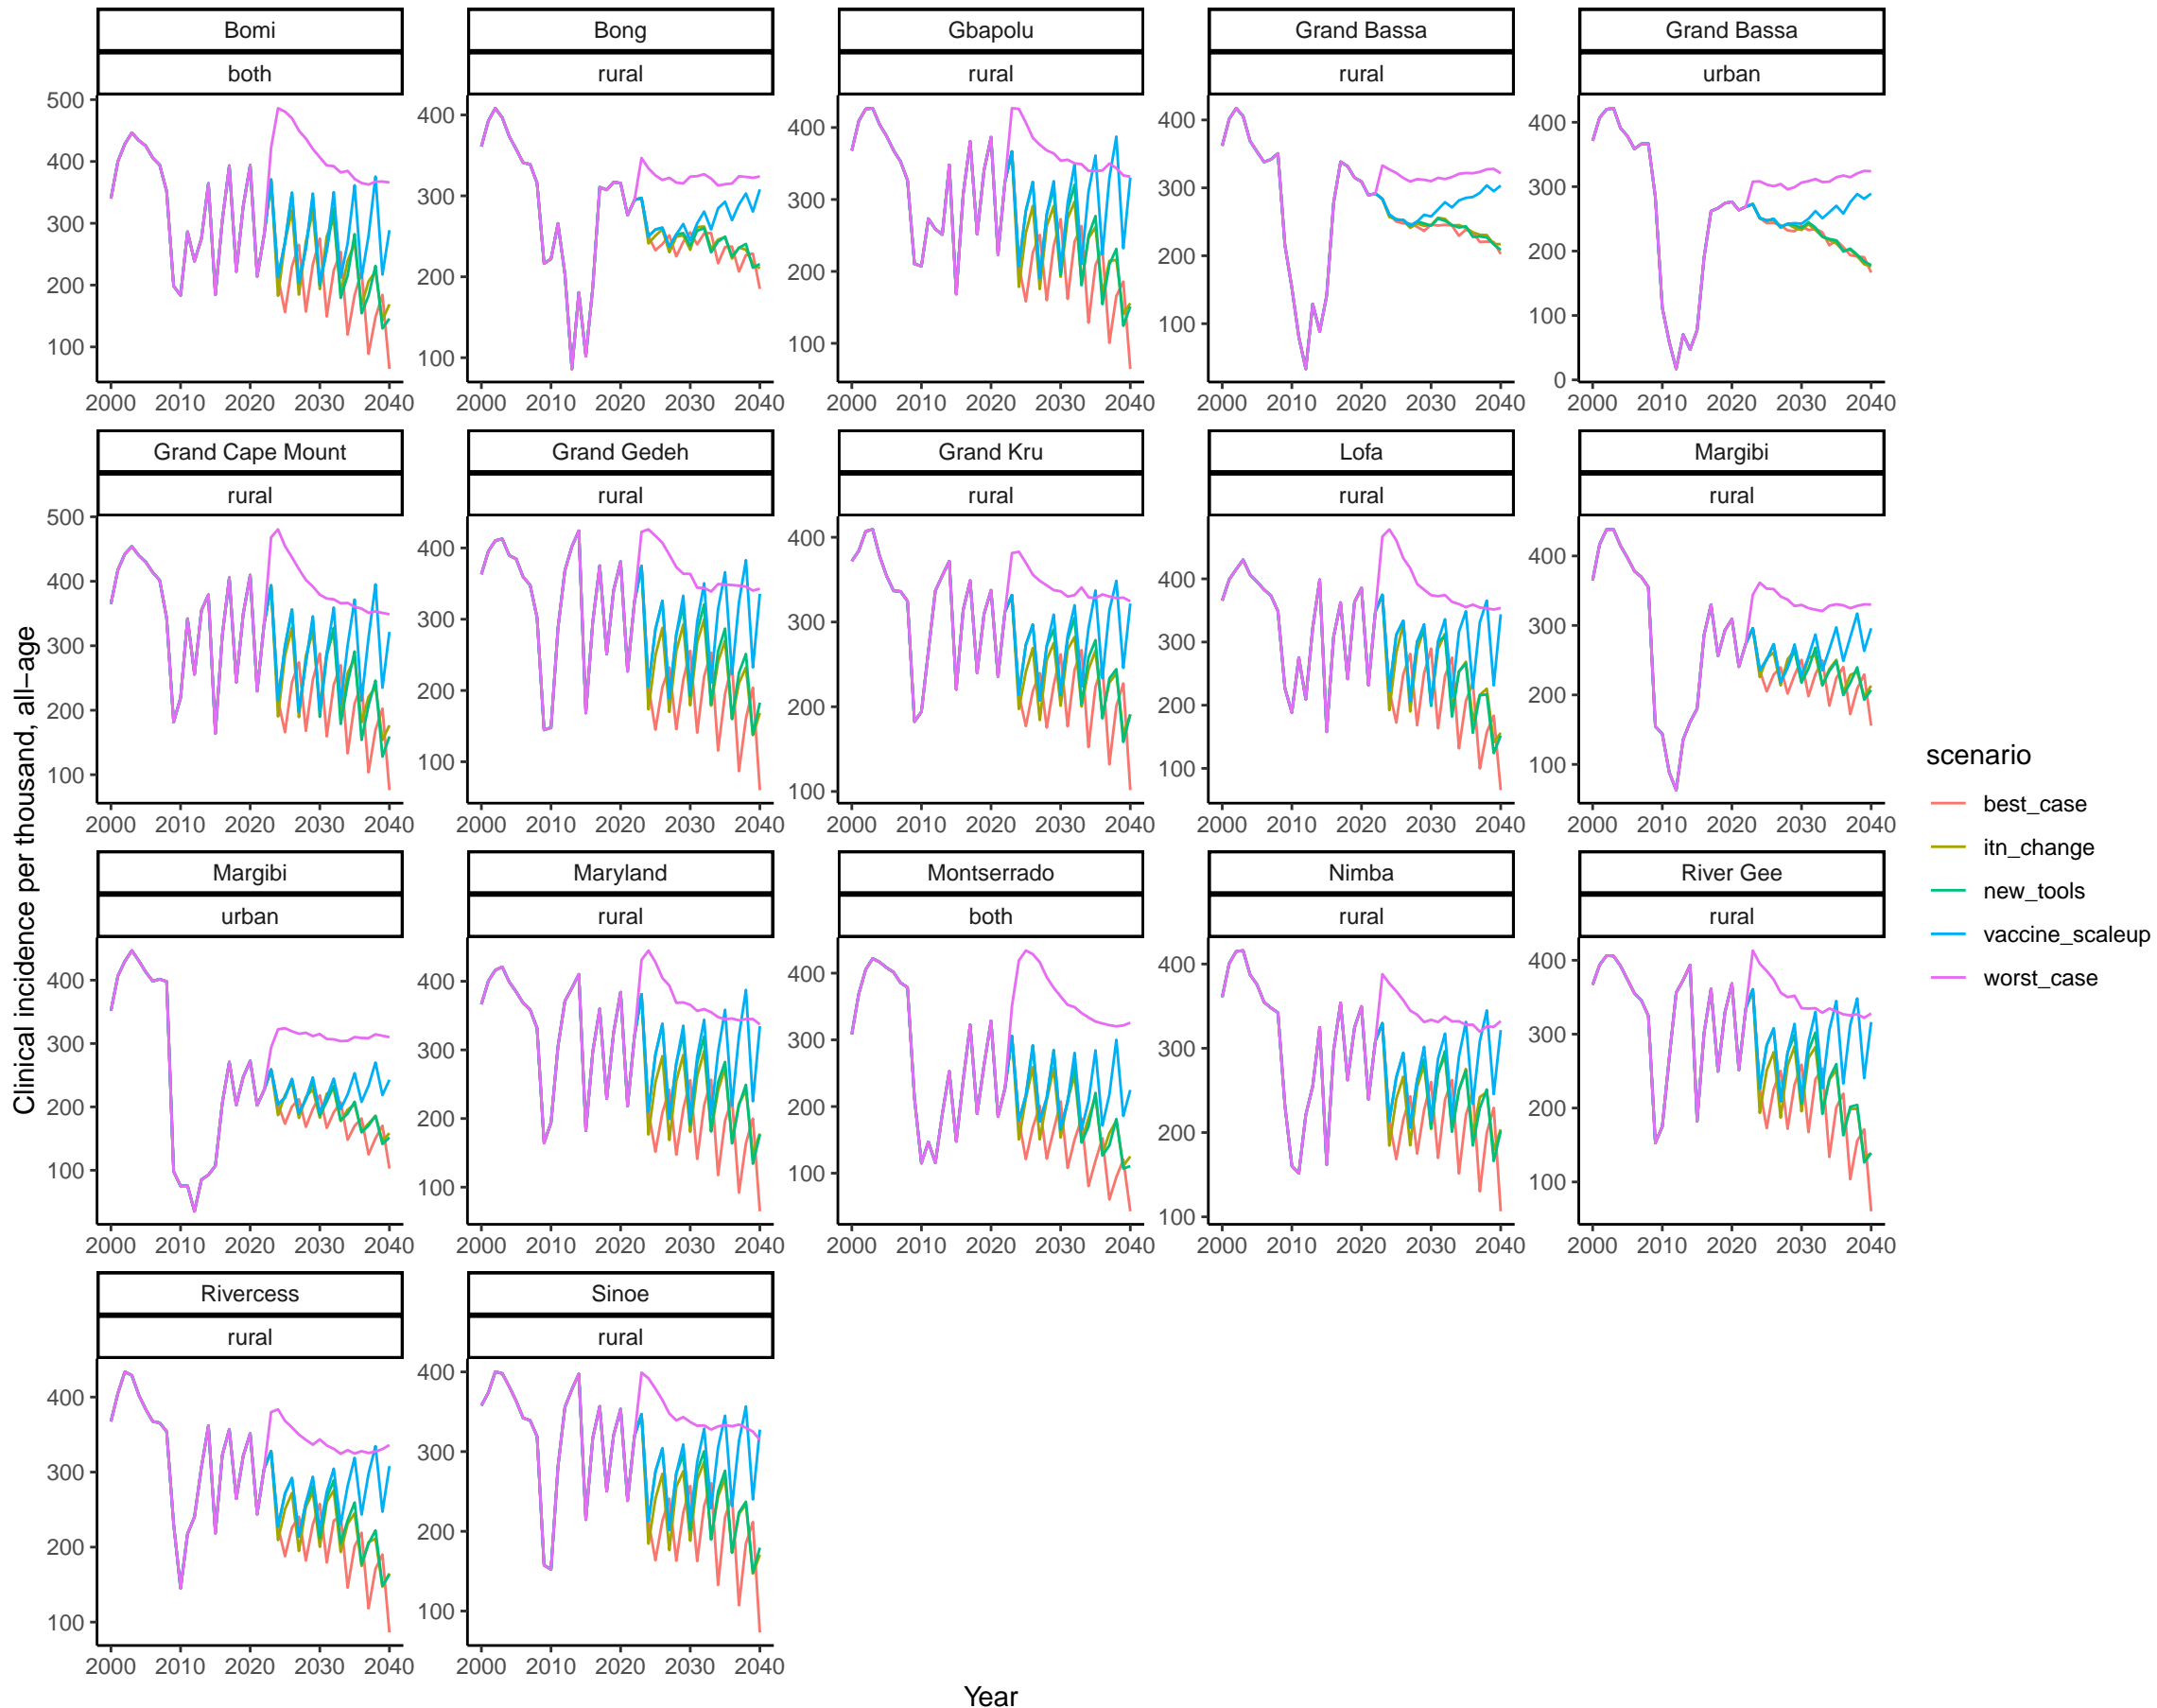 Bomi
both
500
400
300
200
100
2000 2010 2020 2030 2040
Bong
rural
400
300
200
100
2000 2010 2020 2030 2040
Gbapolu
rural
400
300
200
100
2000 2010 2020 2030 2040
Grand Bassa
rural
400
300
200
100
2000 2010 2020 2030 2040
Grand Bassa
urban
400
300
200
100
0
2000 2010 2020 2030 2040
Grand Cape Mount
rural
500
400
300
200
100
2000 2010 2020 2030 2040
Grand Gedeh
rural
400
300
200
100
2000 2010 2020 2030 2040
Grand Kru
rural
400
300
200
100
2000 2010 2020 2030 2040
Lofa
rural
400
300
200
100
2000 2010 2020 2030 2040
Margibi
rural
400
300
200
100
2000 2010 2020 2030 2040
Margibi
urban
400
300
200
100
2000 2010 2020 2030 2040
Maryland
rural
400
300
200
100
2000 2010 2020 2030 2040
Montserrado
both
400
300
200
100
2000 2010 2020 2030 2040
Nimba
rural
400
300
200
100
2000 2010 2020 2030 2040
River Gee
rural
400
300
200
100
2000 2010 2020 2030 2040
Rivercess
rural
400
300
200
100
2000 2010 2020 2030 2040
Sinoe
rural
400
300
200
100
2000 2010 2020 2030 2040
Clinical incidence per thousand, all−age
Year
scenario
best_case
itn_change
new_tools
vaccine_scaleup
worst_case